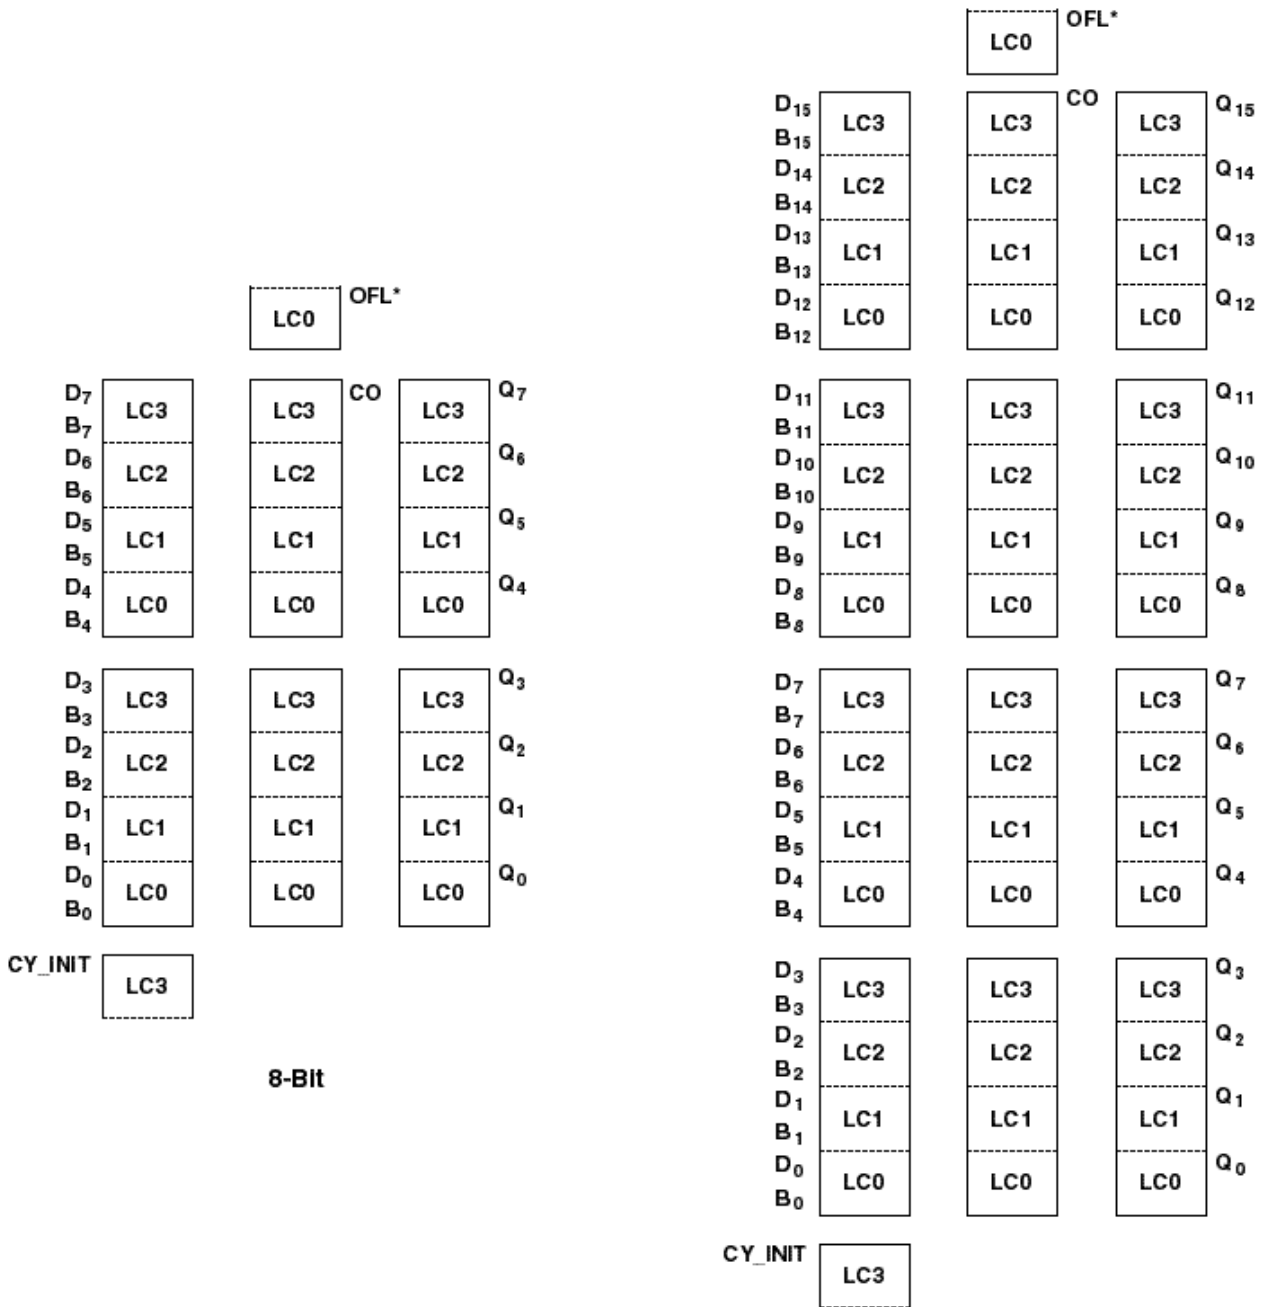 OFL*
LC0
D15 LC3 LC3 CO LC3 Q15
B15
D14 LC2 LC2 LC2 Q14
B14
D13 LC1 LC1 LC1 Q13
B13
D12 LC0 LC0 LC0 Q12
B12
OFL*
LC0
D7 LC3 LC3 CO LC3 Q7
B7
D6 LC2 LC2 LC2 Q6
B6
D5 LC1 LC1 LC1 Q5
B5
D4 LC0 LC0 LC0 Q4
B4
D3 LC3 LC3 LC3 Q3
B3
D2 LC2 LC2 LC2 Q2
B2
D1 LC1 LC1 LC1 Q1
B1
D0 LC0 LC0 LC0 Q0
B0
CY_INIT LC3
8-Bit
D11 LC3 LC3 LC3 Q11
B11
D10 LC2 LC2 LC2 Q10
B10
D9 LC1 LC1 LC1 Q9
B9
D8 LC0 LC0 LC0 Q8
B8
D7 LC3 LC3 LC3 Q7
B7
D6 LC2 LC2 LC2 Q6
B6
D5 LC1 LC1 LC1 Q5
B5
D4 LC0 LC0 LC0 Q4
B4
D3 LC3 LC3 LC3 Q3
B3
D2 LC2 LC2 LC2 Q2
B2
D1 LC1 LC1 LC1 Q1
B1
D0 LC0 LC0 LC0 Q0
B0
CY_INIT LC3